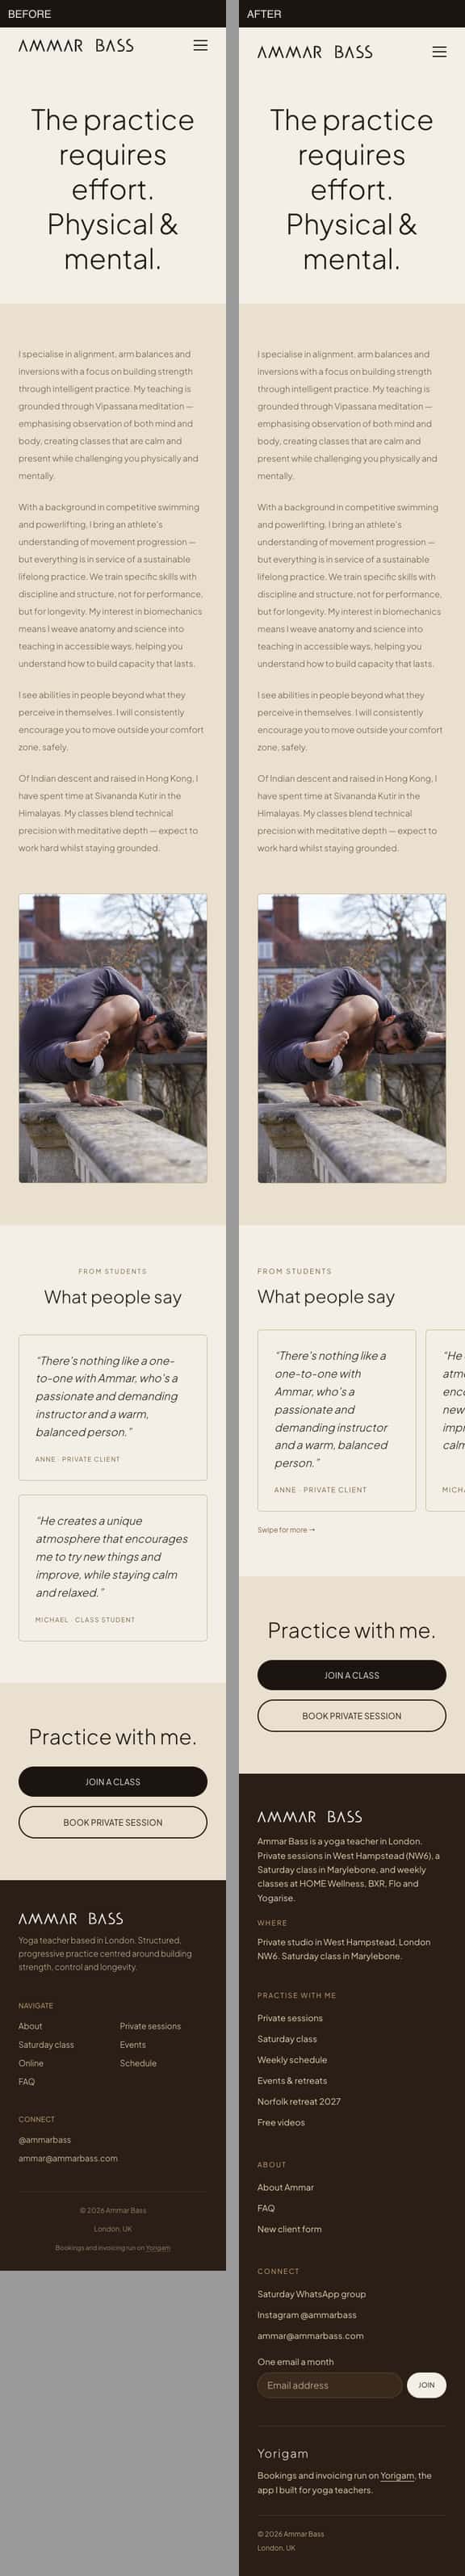 BEFORE
AMMAR BASS
The practice
requires
effort.
Physical &
mental.
I specialise in alignment, arm balances and
inversions with a focus on building strength
through intelligent practice. My teaching is
grounded through Vipassana meditation —
emphasising observation of both mind and
body, creating classes that are calm and
present while challenging you physically and
mentally.
With a background in competitive swimming
and powerlifting, I bring an athlete's
understanding of movement progression —
but everything is in service of a sustainable
lifelong practice. We train specific skills with
discipline and structure, not for performance,
but for longevity. My interest in biomechanics
means I weave anatomy and science into
teaching in accessible ways, helping you
understand how to build capacity that lasts.
I see abilities in people beyond what they
perceive in themselves. I will consistently
encourage you to move outside your comfort
zone, safely.
Of Indian descent and raised in Hong Kong, I
have spent time at Sivananda Kutir in the
Himalayas. My classes blend technical
precision with meditative depth — expect to
work hard whilst staying grounded.
FROM STUDENTS
What people say
“There's nothing like a one-
to-one with Ammar, who's a
passionate and demanding
instructor and a warm,
balanced person.”
ANNE · PRIVATE CLIENT
“He creates a unique
atmosphere that encourages
me to try new things and
improve, while staying calm
and relaxed.”
MICHAEL · CLASS STUDENT
Practice with me.
JOIN A CLASS
BOOK PRIVATE SESSION
AMMAR BASS
Yoga teacher based in London. Structured,
progressive practice centred around building
strength, control and longevity.
NAVIGATE
About Private sessions
Saturday class Events
Online Schedule
FAQ
CONNECT
@ammarbass
ammar@ammarbass.com
© 2026 Ammar Bass
London, UK
Bookings and invoicing run on Yorigam
AFTER
AMMAR BASS
The practice
requires
effort.
Physical &
mental.
I specialise in alignment, arm balances and
inversions with a focus on building strength
through intelligent practice. My teaching is
grounded through Vipassana meditation —
emphasising observation of both mind and
body, creating classes that are calm and
present while challenging you physically and
mentally.
With a background in competitive swimming
and powerlifting, I bring an athlete's
understanding of movement progression —
but everything is in service of a sustainable
lifelong practice. We train specific skills with
discipline and structure, not for performance,
but for longevity. My interest in biomechanics
means I weave anatomy and science into
teaching in accessible ways, helping you
understand how to build capacity that lasts.
I see abilities in people beyond what they
perceive in themselves. I will consistently
encourage you to move outside your comfort
zone, safely.
Of Indian descent and raised in Hong Kong, I
have spent time at Sivananda Kutir in the
Himalayas. My classes blend technical
precision with meditative depth — expect to
work hard whilst staying grounded.
FROM STUDENTS
What people say
“There's nothing like a
one-to-one with
Ammar, who's a
passionate and
demanding instructor
and a warm, balanced
person.”
ANNE · PRIVATE CLIENT
“He
atmo
enco
new
impr
calm
MICHA
Swipe for more →
Practice with me.
JOIN A CLASS
BOOK PRIVATE SESSION
AMMAR BASS
Ammar Bass is a yoga teacher in London.
Private sessions in West Hampstead (NW6), a
Saturday class in Marylebone, and weekly
classes at HOME Wellness, BXR, Flo and
Yogarise.
WHERE
Private studio in West Hampstead, London
NW6. Saturday class in Marylebone.
PRACTISE WITH ME
Private sessions
Saturday class
Weekly schedule
Events & retreats
Norfolk retreat 2027
Free videos
ABOUT
About Ammar
FAQ
New client form
CONNECT
Saturday WhatsApp group
Instagram @ammarbass
ammar@ammarbass.com
One email a month
Email address JOIN
Yorigam
Bookings and invoicing run on Yorigam, the
app I built for yoga teachers.
© 2026 Ammar Bass
London, UK